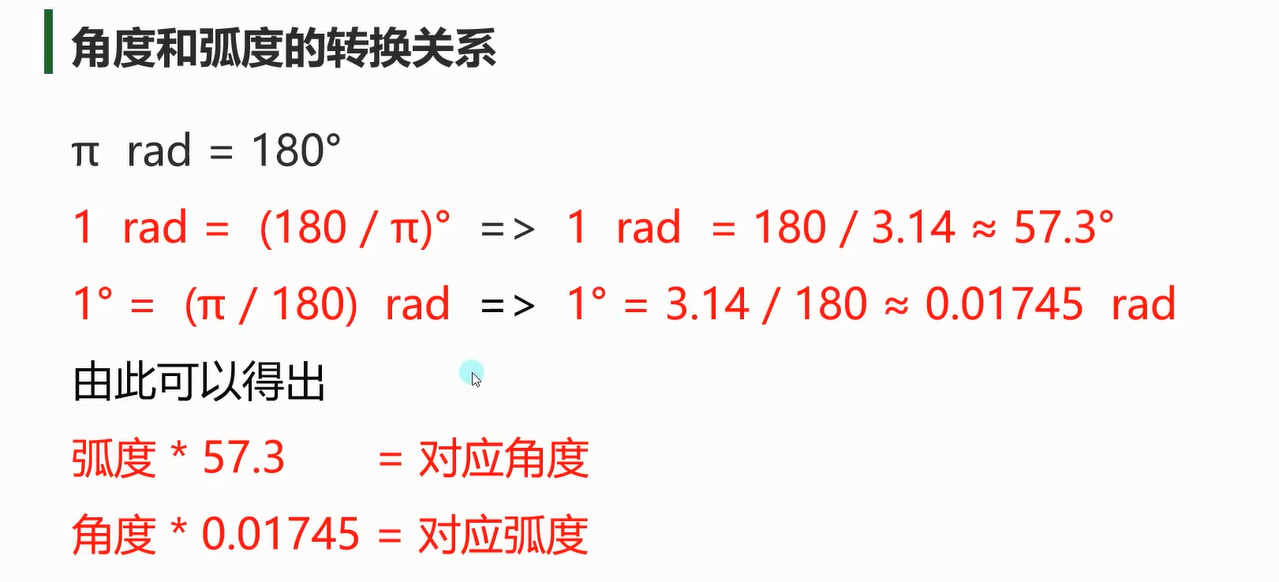 角度和弧度的转换关系
π rad = 180°
1 rad = (180 / π)° => 1 rad = 180 / 3.14 ≈ 57.3°
1° = (π / 180) rad => 1° = 3.14 / 180 ≈ 0.01745 rad
由此可以得出
弧度 * 57.3 = 对应角度
角度 * 0.01745 = 对应弧度